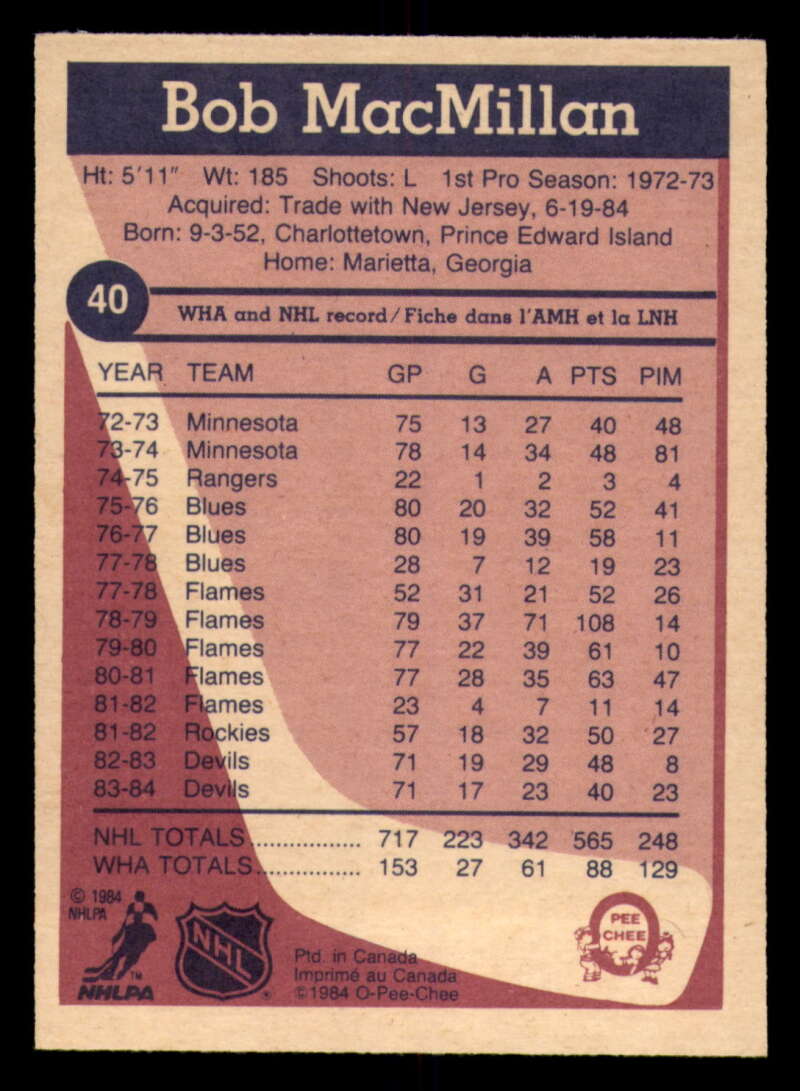 Bob MacMillan
Ht: 5'11" Wt: 185 Shoots: L 1st Pro Season: 1972-73
Acquired: Trade with New Jersey, 6-19-84
Born: 9-3-52, Charlottetown, Prince Edward Island
Home: Marietta, Georgia
40
WHA and NHL record/Fiche dans l'AMH et la LNH
YEAR TEAM GP G A PTS PIM
72-73 Minnesota 75 13 27 40 48
73-74 Minnesota 78 14 34 48 81
74-75 Rangers 22 1 2 3 4
75-76 Blues 80 20 32 52 41
76-77 Blues 80 19 39 58 11
77-78 Blues 28 7 12 19 23
77-78 Flames 52 31 21 52 26
78-79 Flames 79 37 71 108 14
79-80 Flames 77 22 39 61 10
80-81 Flames 77 28 35 63 47
81-82 Flames 23 4 7 11 14
81-82 Rockies 57 18 32 50 27
82-83 Devils 71 19 29 48 8
83-84 Devils 71 17 23 40 23
NHL TOTALS................. 717 223 342 565 248
WHA TOTALS................ 153 27 61 88 129
© 1984
NHLPA
TM
NHLPA
NHL
®
Ptd. in Canada
Imprimé au Canada
©1984 O-Pee-Chee
O
PEE
CHEE